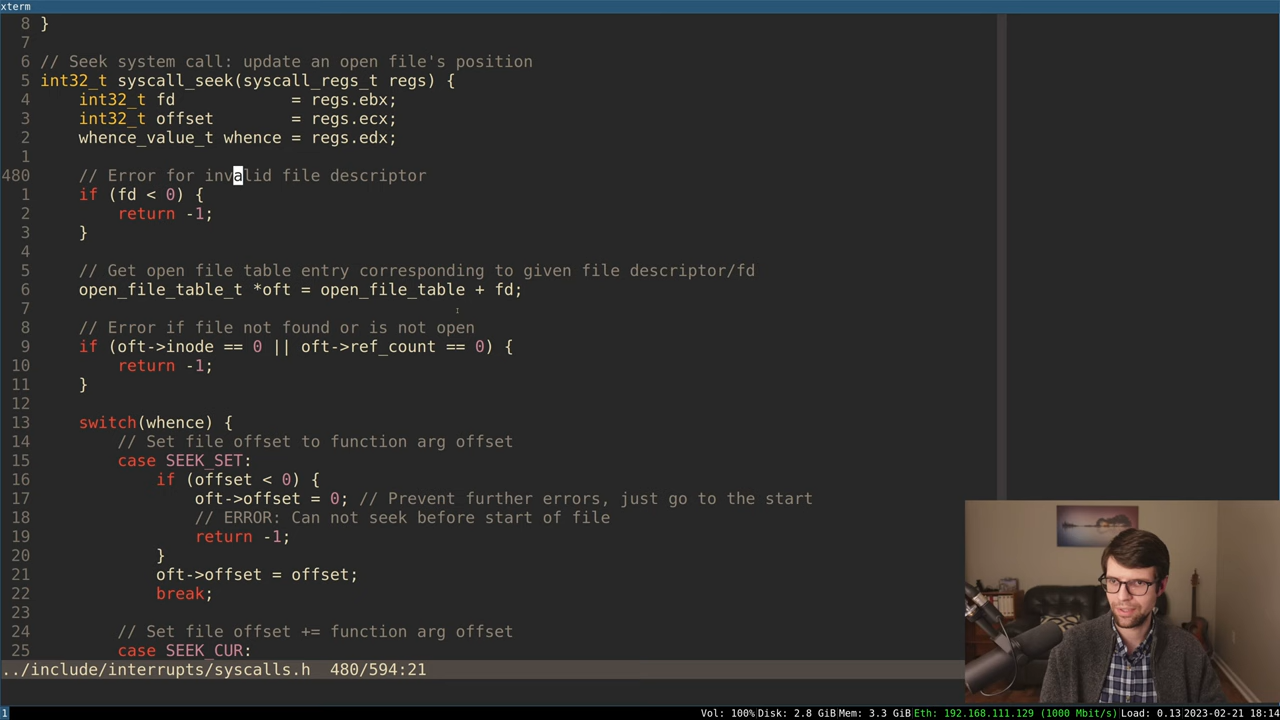 xterm
8 }
7
6 // Seek system call: update an open file's position
5 int32_t syscall_seek(syscall_regs_t regs) {
4     int32_t fd            = regs.ebx;
3     int32_t offset        = regs.ecx;
2     whence_value_t whence = regs.edx;
1
480     // Error for invalid file descriptor
1     if (fd < 0) {
2         return -1;
3     }
4
5     // Get open file table entry corresponding to given file descriptor/fd
6     open_file_table_t *oft = open_file_table + fd;
7
8     // Error if file not found or is not open
9     if (oft->inode == 0 || oft->ref_count == 0) {
10         return -1;
11     }
12
13     switch(whence) {
14         // Set file offset to function arg offset
15         case SEEK_SET:
16             if (offset < 0) {
17                 oft->offset = 0; // Prevent further errors, just go to the start
18                 // ERROR: Can not seek before start of file
19                 return -1;
20             }
21             oft->offset = offset;
22             break;
23
24         // Set file offset += function arg offset
25         case SEEK_CUR:
../include/interrupts/syscalls.h  480/594:21
1 Vol: 100% Disk: 2.8 GiB Mem: 3.3 GiB Eth: 192.168.111.129 (1000 Mbit/s) Load: 0.13 2023-02-21 18:14